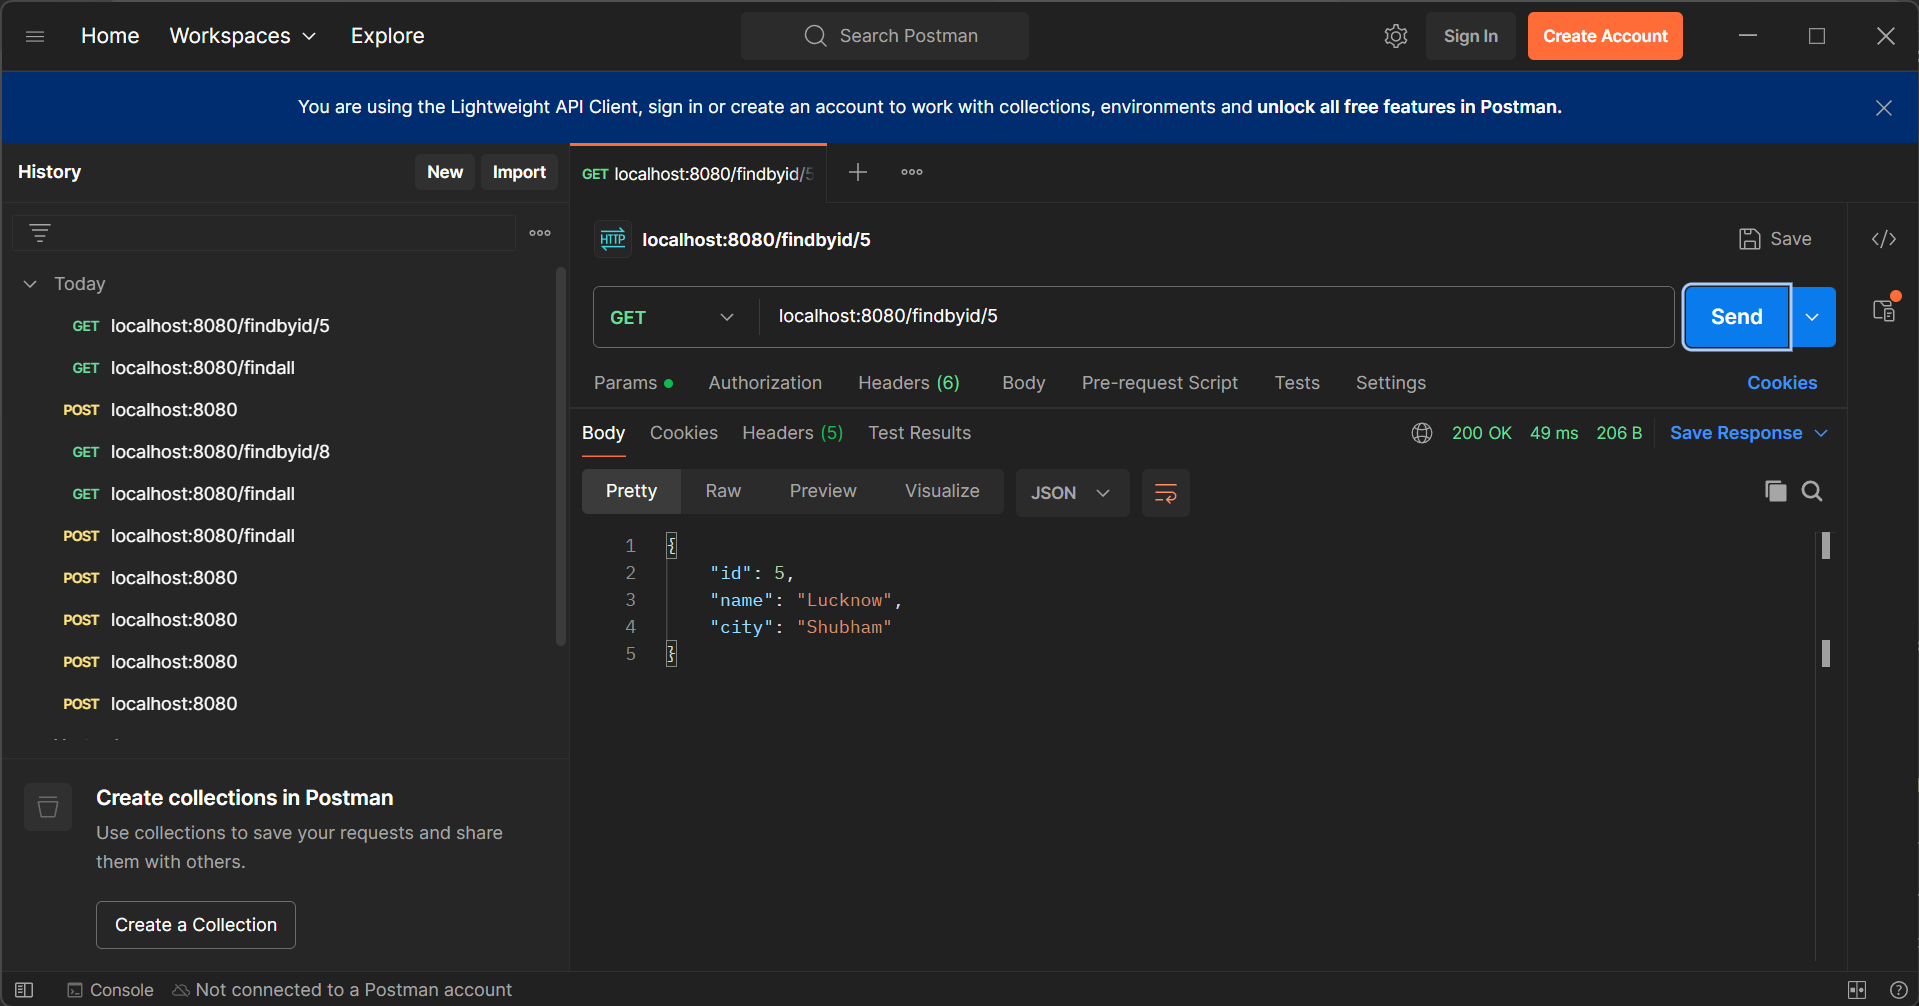 Home Workspaces Explore Search Postman Sign In Create Account
You are using the Lightweight API Client, sign in or create an account to work with collections, environments and unlock all free features in Postman.
History New Import
GET localhost:8080/findbyid/5
HTTP localhost:8080/findbyid/5 Save
Today
GET localhost:8080/findbyid/5
GET localhost:8080/findall
POST localhost:8080
GET localhost:8080/findbyid/8
GET localhost:8080/findall
POST localhost:8080/findall
POST localhost:8080
POST localhost:8080
POST localhost:8080
POST localhost:8080
Create collections in Postman
Use collections to save your requests and share
them with others.
Create a Collection
GET localhost:8080/findbyid/5 Send
Params Authorization Headers (6) Body Pre-request Script Tests Settings Cookies
Body Cookies Headers (5) Test Results 200 OK 49 ms 206 B Save Response
Pretty Raw Preview Visualize JSON
1 {
2 "id": 5,
3 "name": "Lucknow",
4 "city": "Shubham"
5 }
Console Not connected to a Postman account